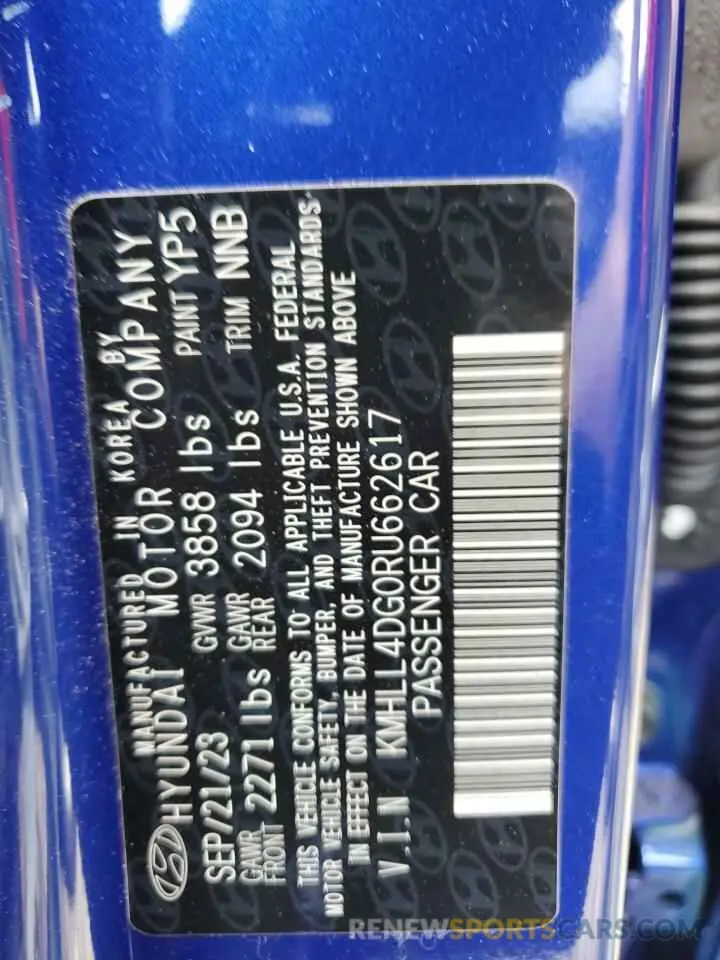 MANUFACTURED IN KOREA BY
HYUNDAI MOTOR COMPANY
SEP/21/23 GVWR 3858 lbs PAINT YP5
GAWR FRONT 2271 lbs GAWR REAR 2094 lbs TRIM NNB
THIS VEHICLE CONFORMS TO ALL APPLICABLE U.S.A. FEDERAL
MOTOR VEHICLE SAFETY, BUMPER, AND THEFT PREVENTION STANDARDS
IN EFFECT ON THE DATE OF MANUFACTURE SHOWN ABOVE
V.I.N KMHLL4DG0RU662617
PASSENGER CAR
RENEWSPORTSCARS.COM